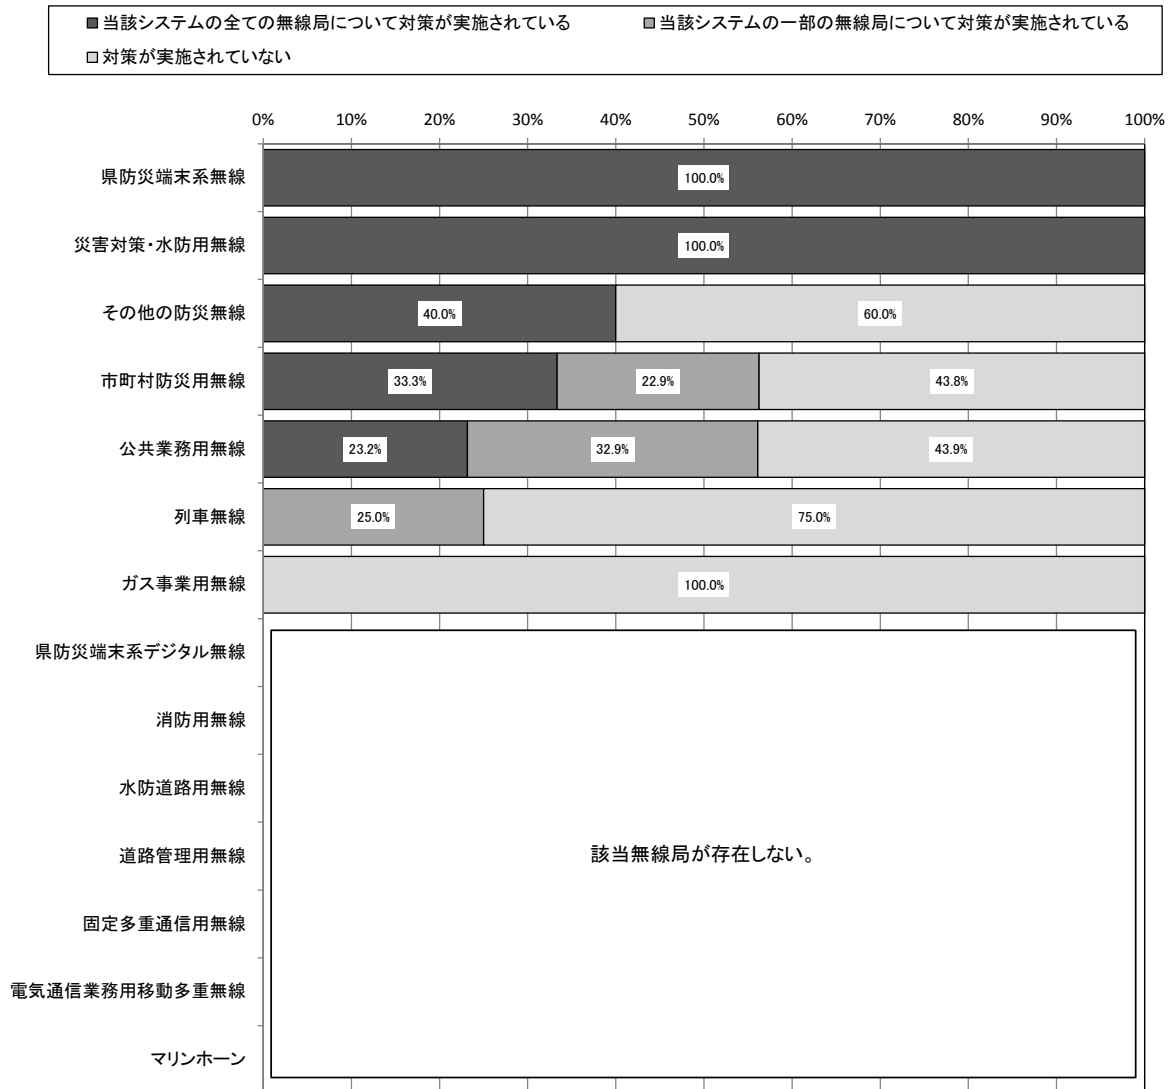 ■当該システムの全ての無線局について対策が実施されている ■当該システムの一部の無線局について対策が実施されている
□対策が実施されていない
0% 10% 20% 30% 40% 50% 60% 70% 80% 90% 100%
県防災端末系無線 100.0%
災害対策・水防用無線 100.0%
その他の防災無線 40.0% 60.0%
市町村防災用無線 33.3% 22.9% 43.8%
公共業務用無線 23.2% 32.9% 43.9%
列車無線 25.0% 75.0%
ガス事業用無線 100.0%
県防災端末系デジタル無線
消防用無線
水防道路用無線
道路管理用無線 該当無線局が存在しない。
固定多重通信用無線
電気通信業務用移動多重無線
マリンホーン